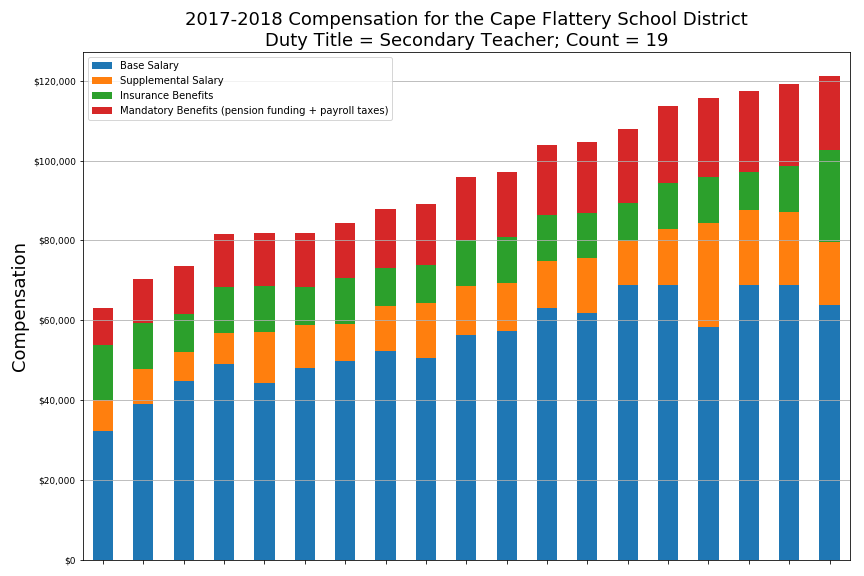 2017-2018 Compensation for the Cape Flattery School District
Duty Title = Secondary Teacher; Count = 19
Base Salary
Supplemental Salary
Insurance Benefits
Mandatory Benefits (pension funding + payroll taxes)
Compensation
$120,000
$100,000
$80,000
$60,000
$40,000
$20,000
$0